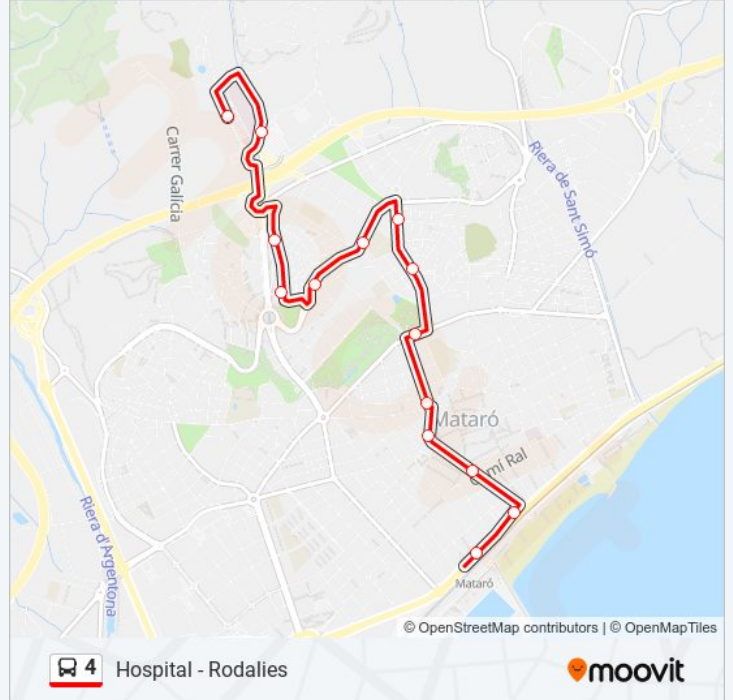 Carrer Galícia
Riera de Sant Simó
Mataró
Camí Ral
Riera d'Argentona
Mataró
© OpenStreetMap contributors | © OpenMapTiles
4 Hospital - Rodalies
moovit